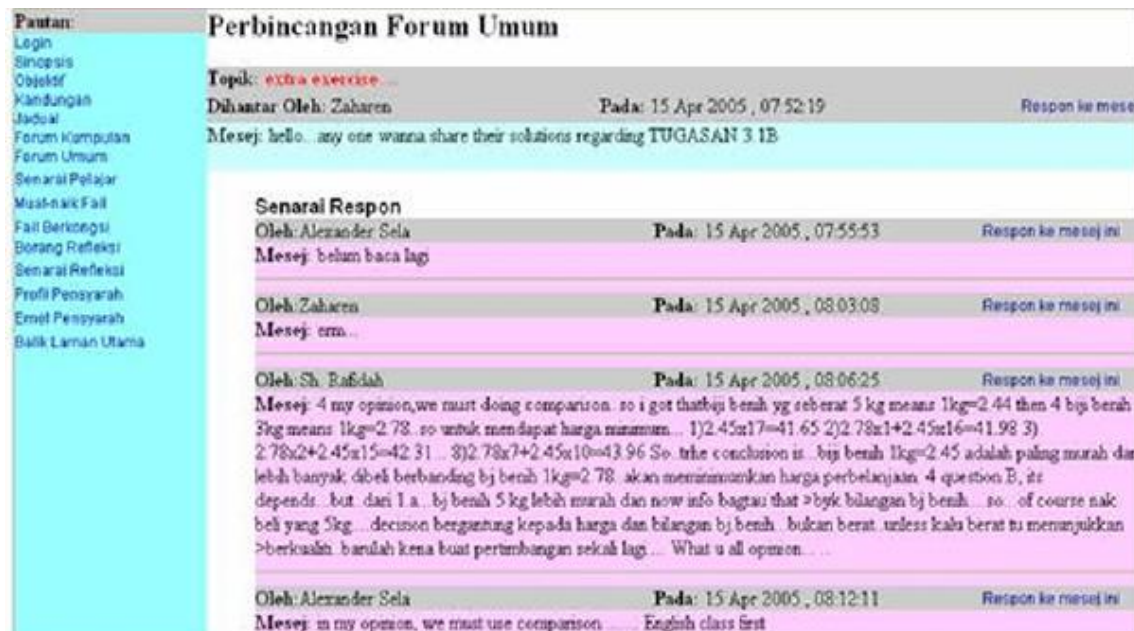 Pautan:
Login
Sinopsis
Objektif
Kandungan
Jadual
Forum Kumpulan
Forum Umum
Senarai Pelajar
Muat-naik Fail
Fail Berkongsi
Borang Refleksi
Senarai Refleksi
Profil Pensyarah
Emel Pensyarah
Balik Laman Utama
Perbincangan Forum Umum
Topik: extra exercise....
Dihantar Oleh: Zaharen Pada: 15 Apr 2005 , 07:52:19 Respon ke mese
Mesej: hello...any one wanna share their solutions regarding TUGASAN 3.1B
Senarai Respon
Oleh: Alexander Sela Pada: 15 Apr 2005 , 07:55:53 Respon ke mesej ini
Mesej: belum baca lagi
Oleh: Zaharen Pada: 15 Apr 2005 , 08:03:08 Respon ke mesej ini
Mesej: erm...
Oleh: Sh. Rafidah Pada: 15 Apr 2005 , 08:06:25 Respon ke mesej ini
Mesej: 4 my opinion,we must doing comparison. so i got thatbiji benih yg seberat 5 kg means 1kg=2.44 then 4 biji benih
3kg means 1kg=2.78..so untuk mendapat harga minimum... 1)2.45x17=41.65 2)2.78x1+2.45x16=41.98 3)
2.78x2+2.45x15=42.31... 8)2.78x7+2.45x10=43.96 So..trhe conclusion is...biji benih 1kg=2.45 adalah paling murah dan
lebih banyak dibeli berbanding bj benih 1kg=2.78..akan meminimumkan harga perbelanjaan. 4 question B, its
depends...but..dari 1.a...bj benih 5 kg lebih murah dan now info bagtau that >byk bilangan bj benih....so...of course nak
beli yang 5kg....decision bergantung kepada harga dan bilangan bj.benih...bukan berat..unless kalu berat tu menunjukkan
>berkualiti..barulah kena buat pertimbangan sekali lagi.... What u all opinion......
Oleh: Alexander Sela Pada: 15 Apr 2005 , 08:12:11 Respon ke mesej ini
Mesej: in my opinion, we must use comparison ........ English class first